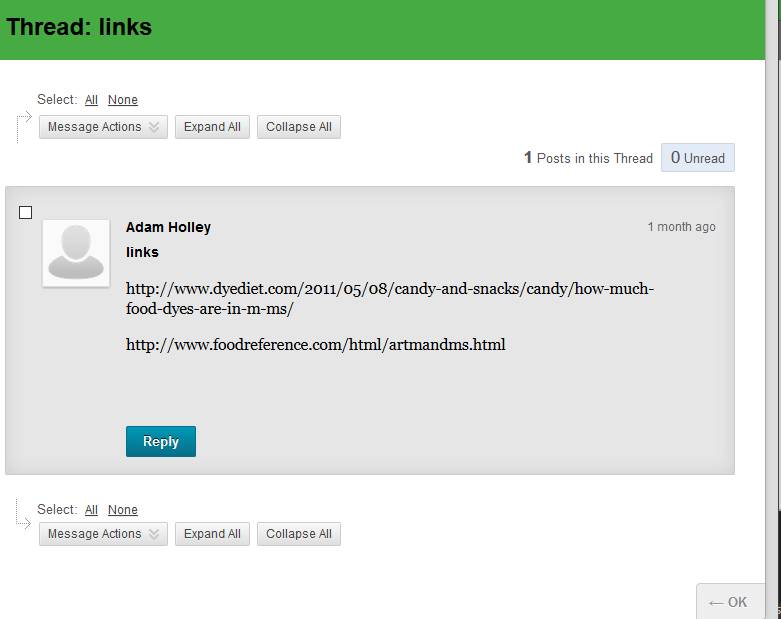 Thread: links
Select: All None
Message Actions Expand All Collapse All
1 Posts in this Thread 0 Unread
Adam Holley 1 month ago
links
http://www.dyediet.com/2011/05/08/candy-and-snacks/candy/how-much-
food-dyes-are-in-m-ms/
http://www.foodreference.com/html/artmandms.html
Reply
Select: All None
Message Actions Expand All Collapse All
← OK